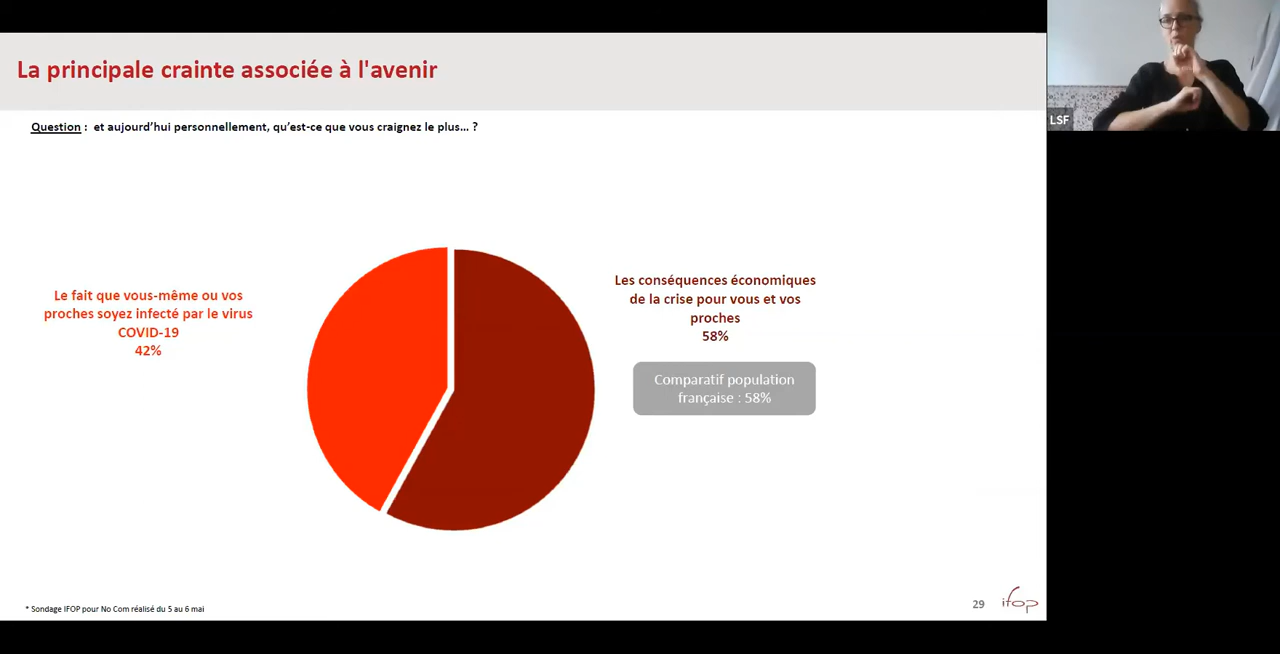 La principale crainte associée à l'avenir
Question : et aujourd'hui personnellement, qu'est-ce que vous craignez le plus... ?
Le fait que vous-même ou vos
proches soyez infecté par le virus
COVID-19
42%
Les conséquences économiques
de la crise pour vous et vos
proches
58%
Comparatif population
française : 58%
* Sondage IFOP pour No Com réalisé du 5 au 6 mai
29
ifop
LSF